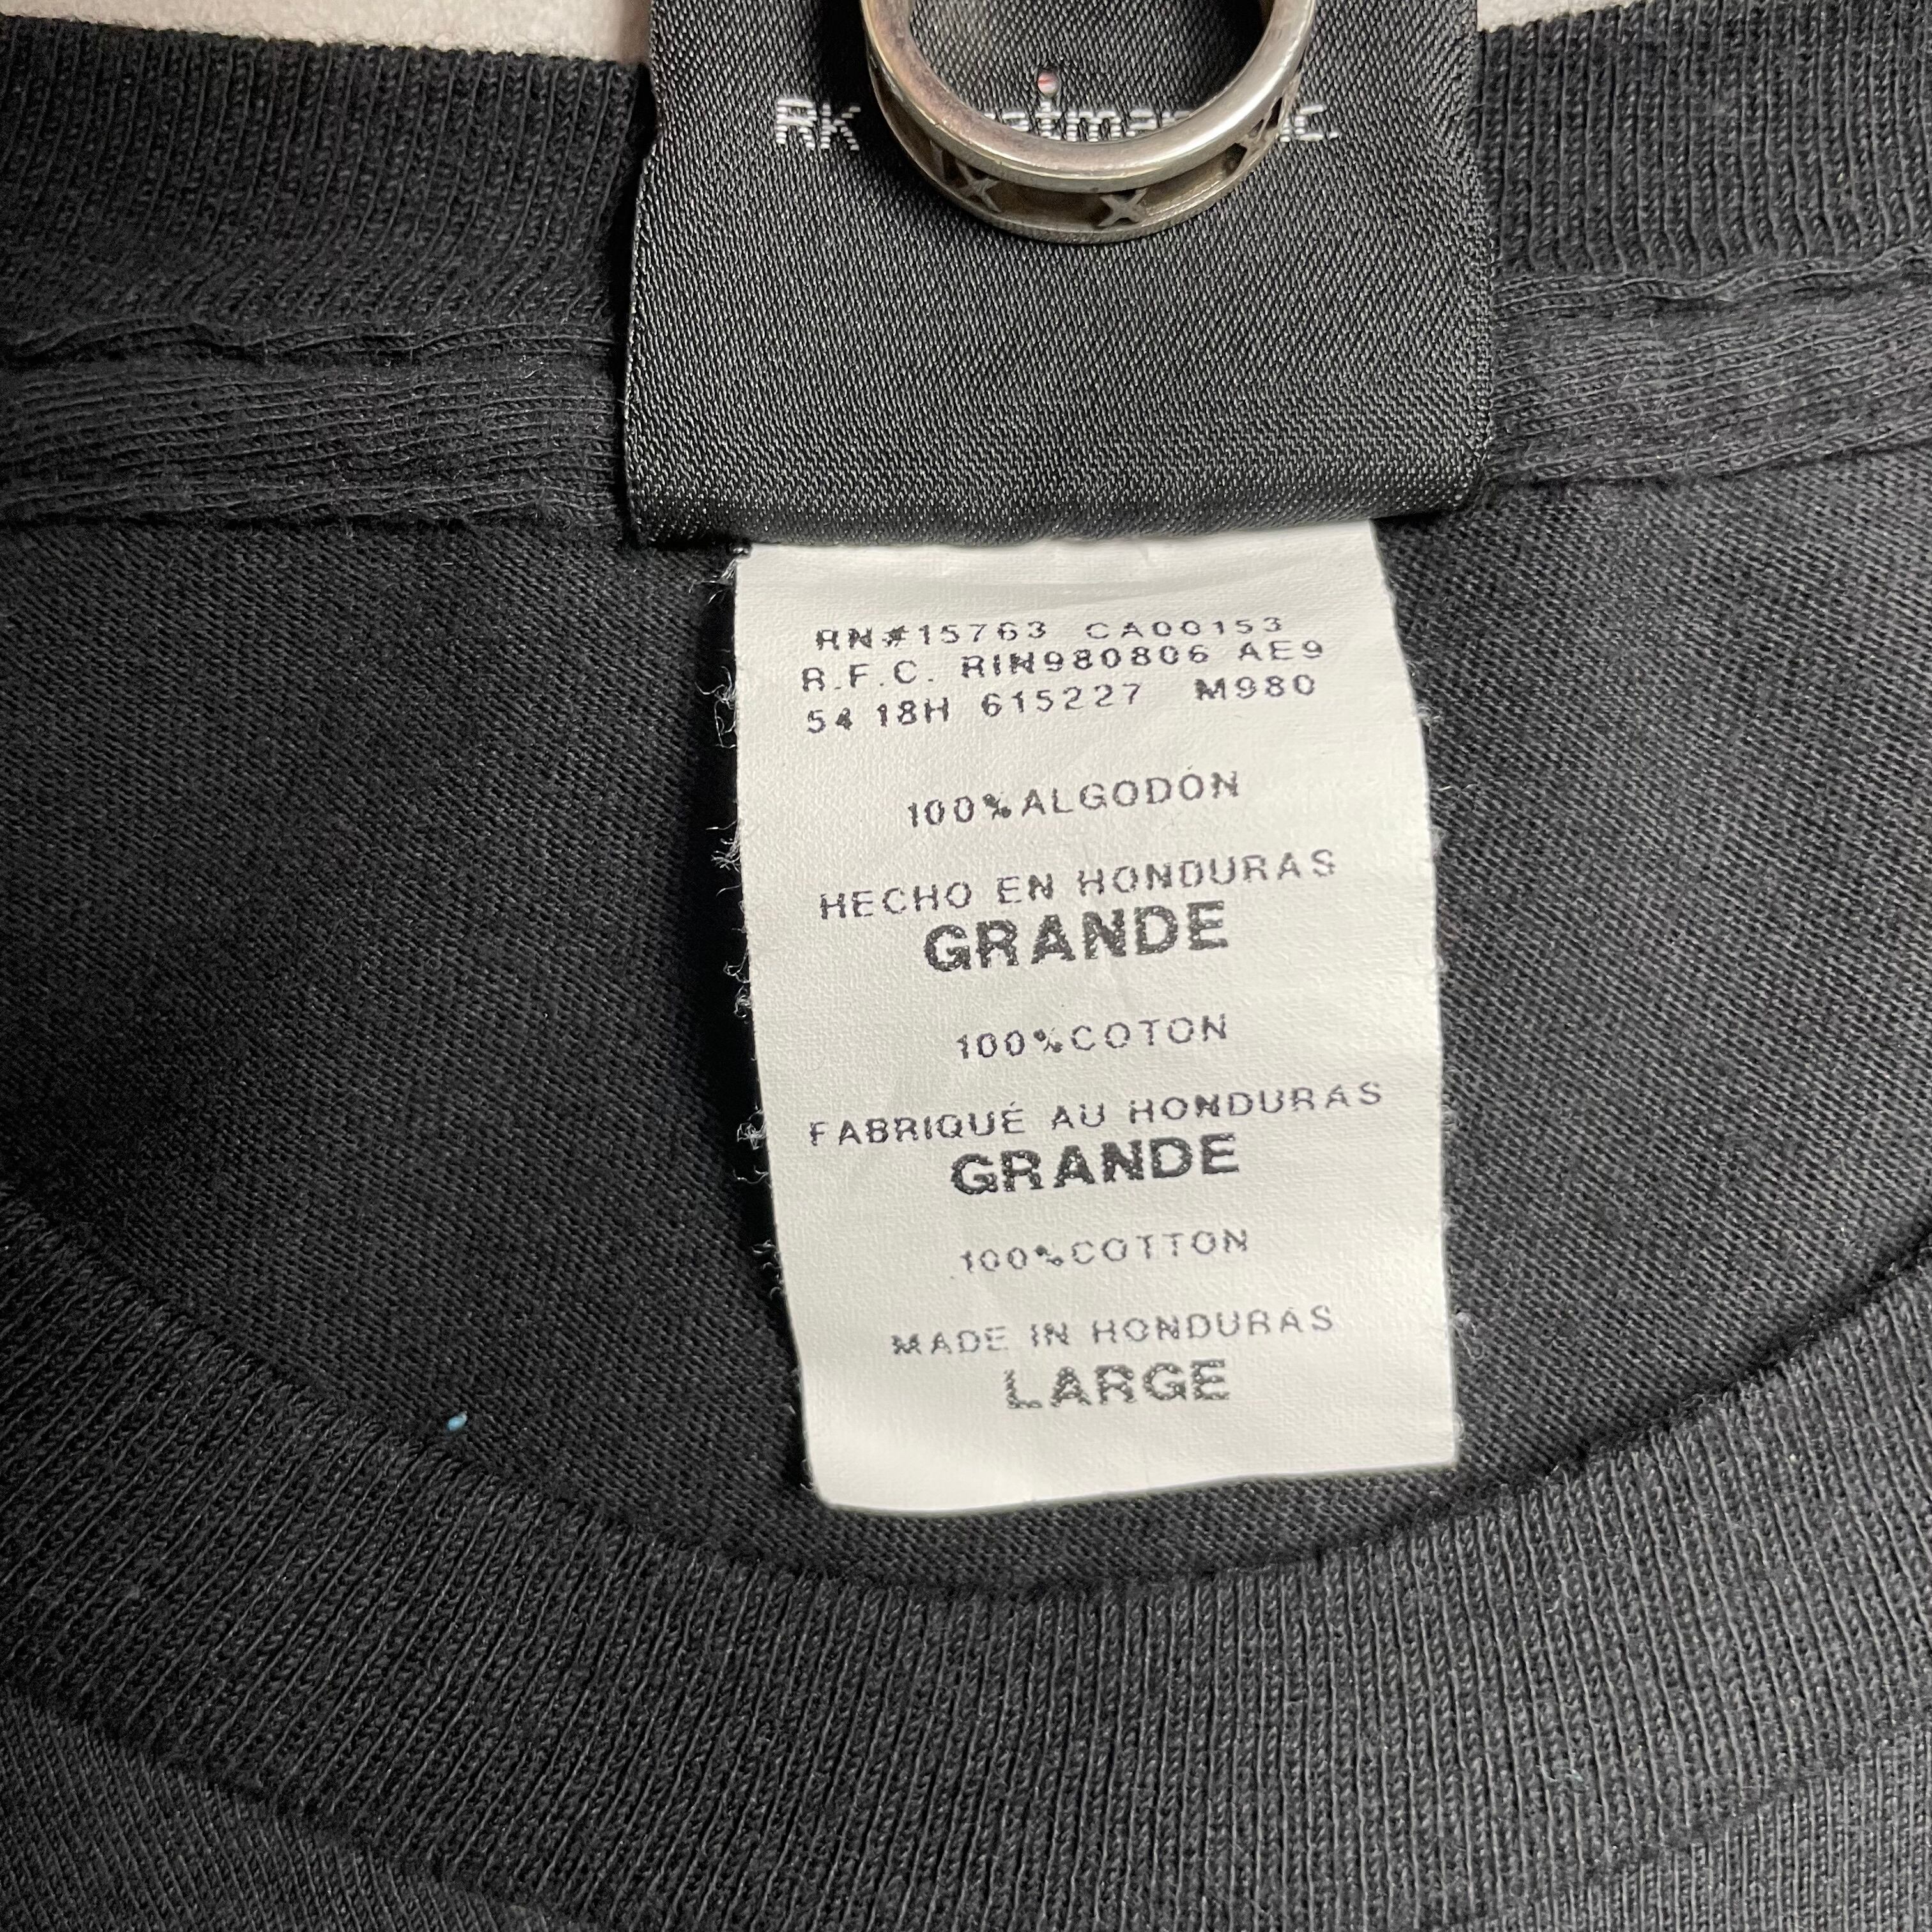 RK
RN#15763 CA00153
R.F.C. RIN980806 AE9
54 18H 615227 M980
100%ALGODÓN
HECHO EN HONDURAS
GRANDE
100%COTON
FABRIQUÉ AU HONDURAS
GRANDE
100%COTTON
MADE IN HONDURAS
LARGE